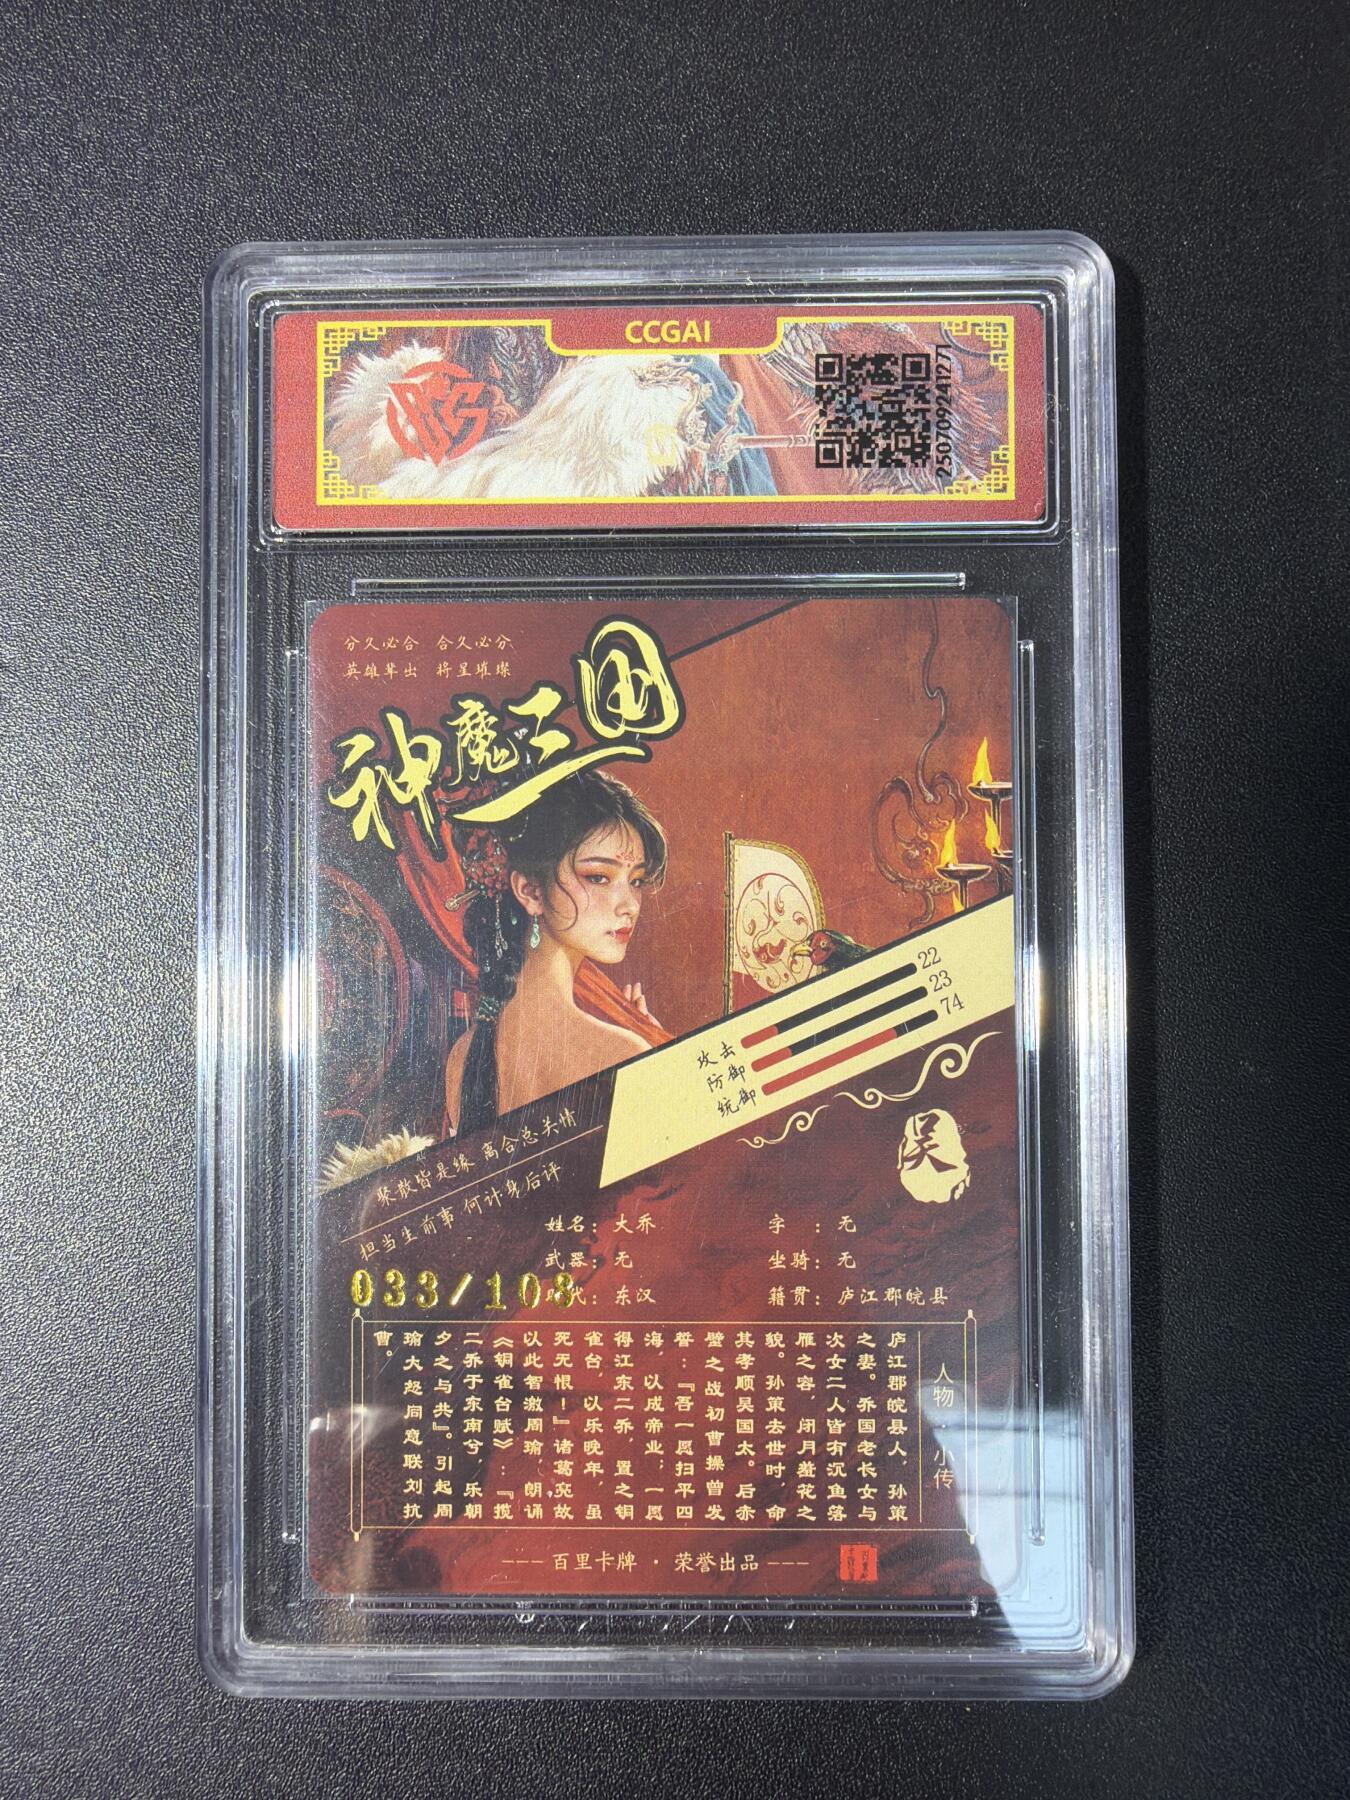 CCGAI
250709241271
分久必合 合久必分
英雄辈出 将星璀璨
神魔三国
攻击 22
防御 23
统御 74
聚散皆是缘 离合总关情
担当生前事 何计身后评
吴
姓名：大乔
字 ：无
武器：无
坐骑：无
033/108
代：东汉
籍贯：庐江郡皖县
人物·小传
庐江郡皖县人，孙策
之妻。乔国老长女与
次女二人皆有沉鱼落
雁之容，闭月羞花之
貌。孙策去世时，命
其孝顺吴国太。后赤
壁之战初曹操曾发
誓：『吾一愿扫平四
海，以成帝业；一愿
得江东二乔，置之铜
雀台，以乐晚年，虽
死无恨！』诸葛亮故
以此智激周瑜，朗诵
《铜雀台赋》：『揽
二乔于东南兮，乐朝
夕之与共』。引起周
瑜大怒同意联刘抗
曹。
--- 百里卡牌 · 荣誉出品 ---